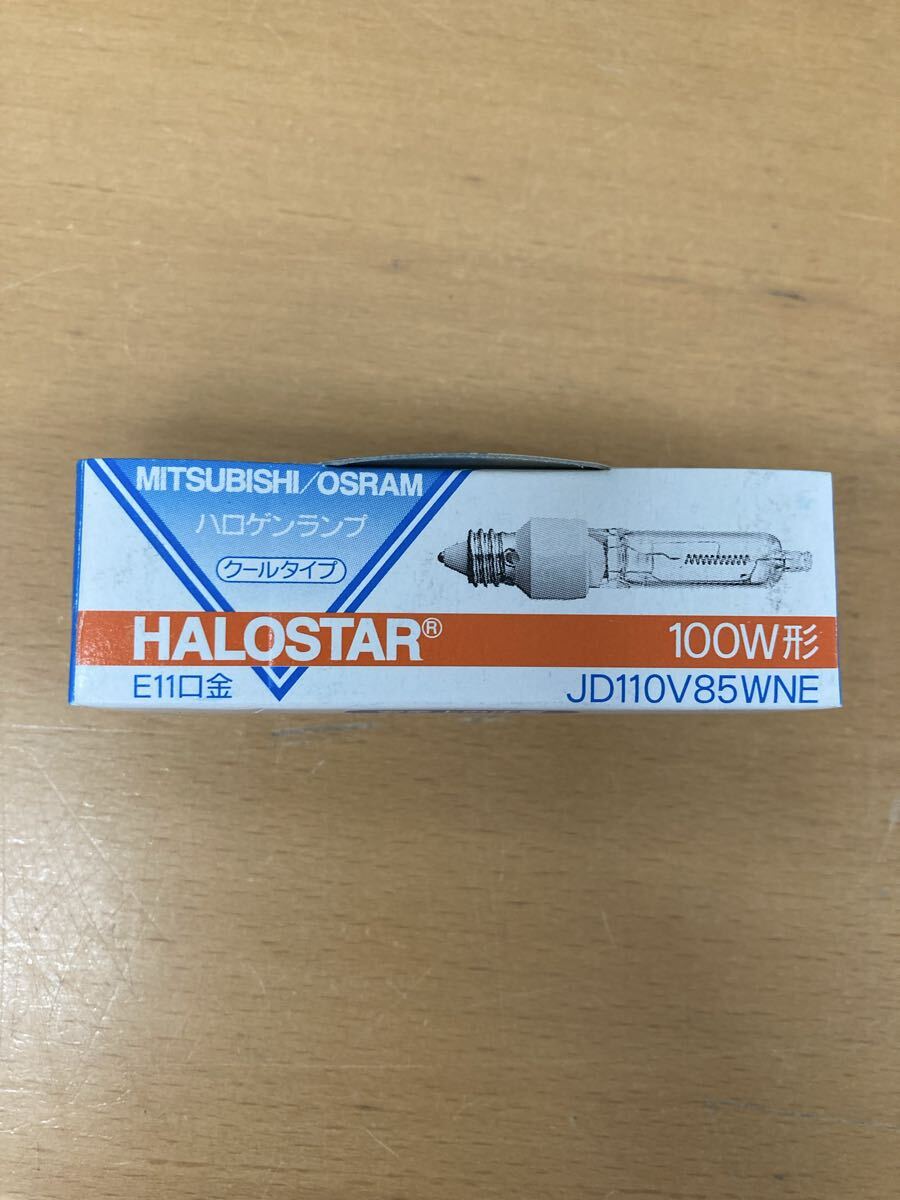 MITSUBISHI/OSRAM
ハロゲンランプ
クールタイプ
HALOSTAR® 100W形
E11口金 JD110V85WNE